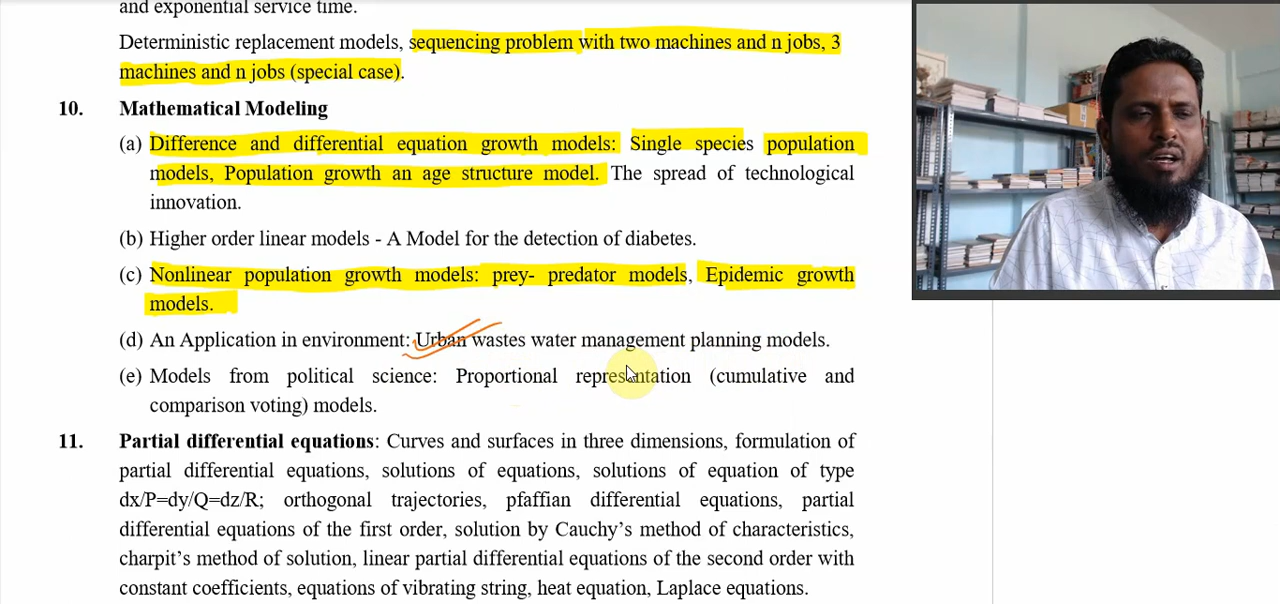 and exponential service time.
Deterministic replacement models, sequencing problem with two machines and n jobs, 3
machines and n jobs (special case).
10. Mathematical Modeling
(a) Difference and differential equation growth models: Single species population
models, Population growth an age structure model. The spread of technological
innovation.
(b) Higher order linear models - A Model for the detection of diabetes.
(c) Nonlinear population growth models: prey- predator models, Epidemic growth
models.
(d) An Application in environment: Urban wastes water management planning models.
(e) Models from political science: Proportional representation (cumulative and
comparison voting) models.
11. Partial differential equations: Curves and surfaces in three dimensions, formulation of
partial differential equations, solutions of equations, solutions of equation of type
dx/P=dy/Q=dz/R; orthogonal trajectories, pfaffian differential equations, partial
differential equations of the first order, solution by Cauchy’s method of characteristics,
charpit’s method of solution, linear partial differential equations of the second order with
constant coefficients, equations of vibrating string, heat equation, Laplace equations.